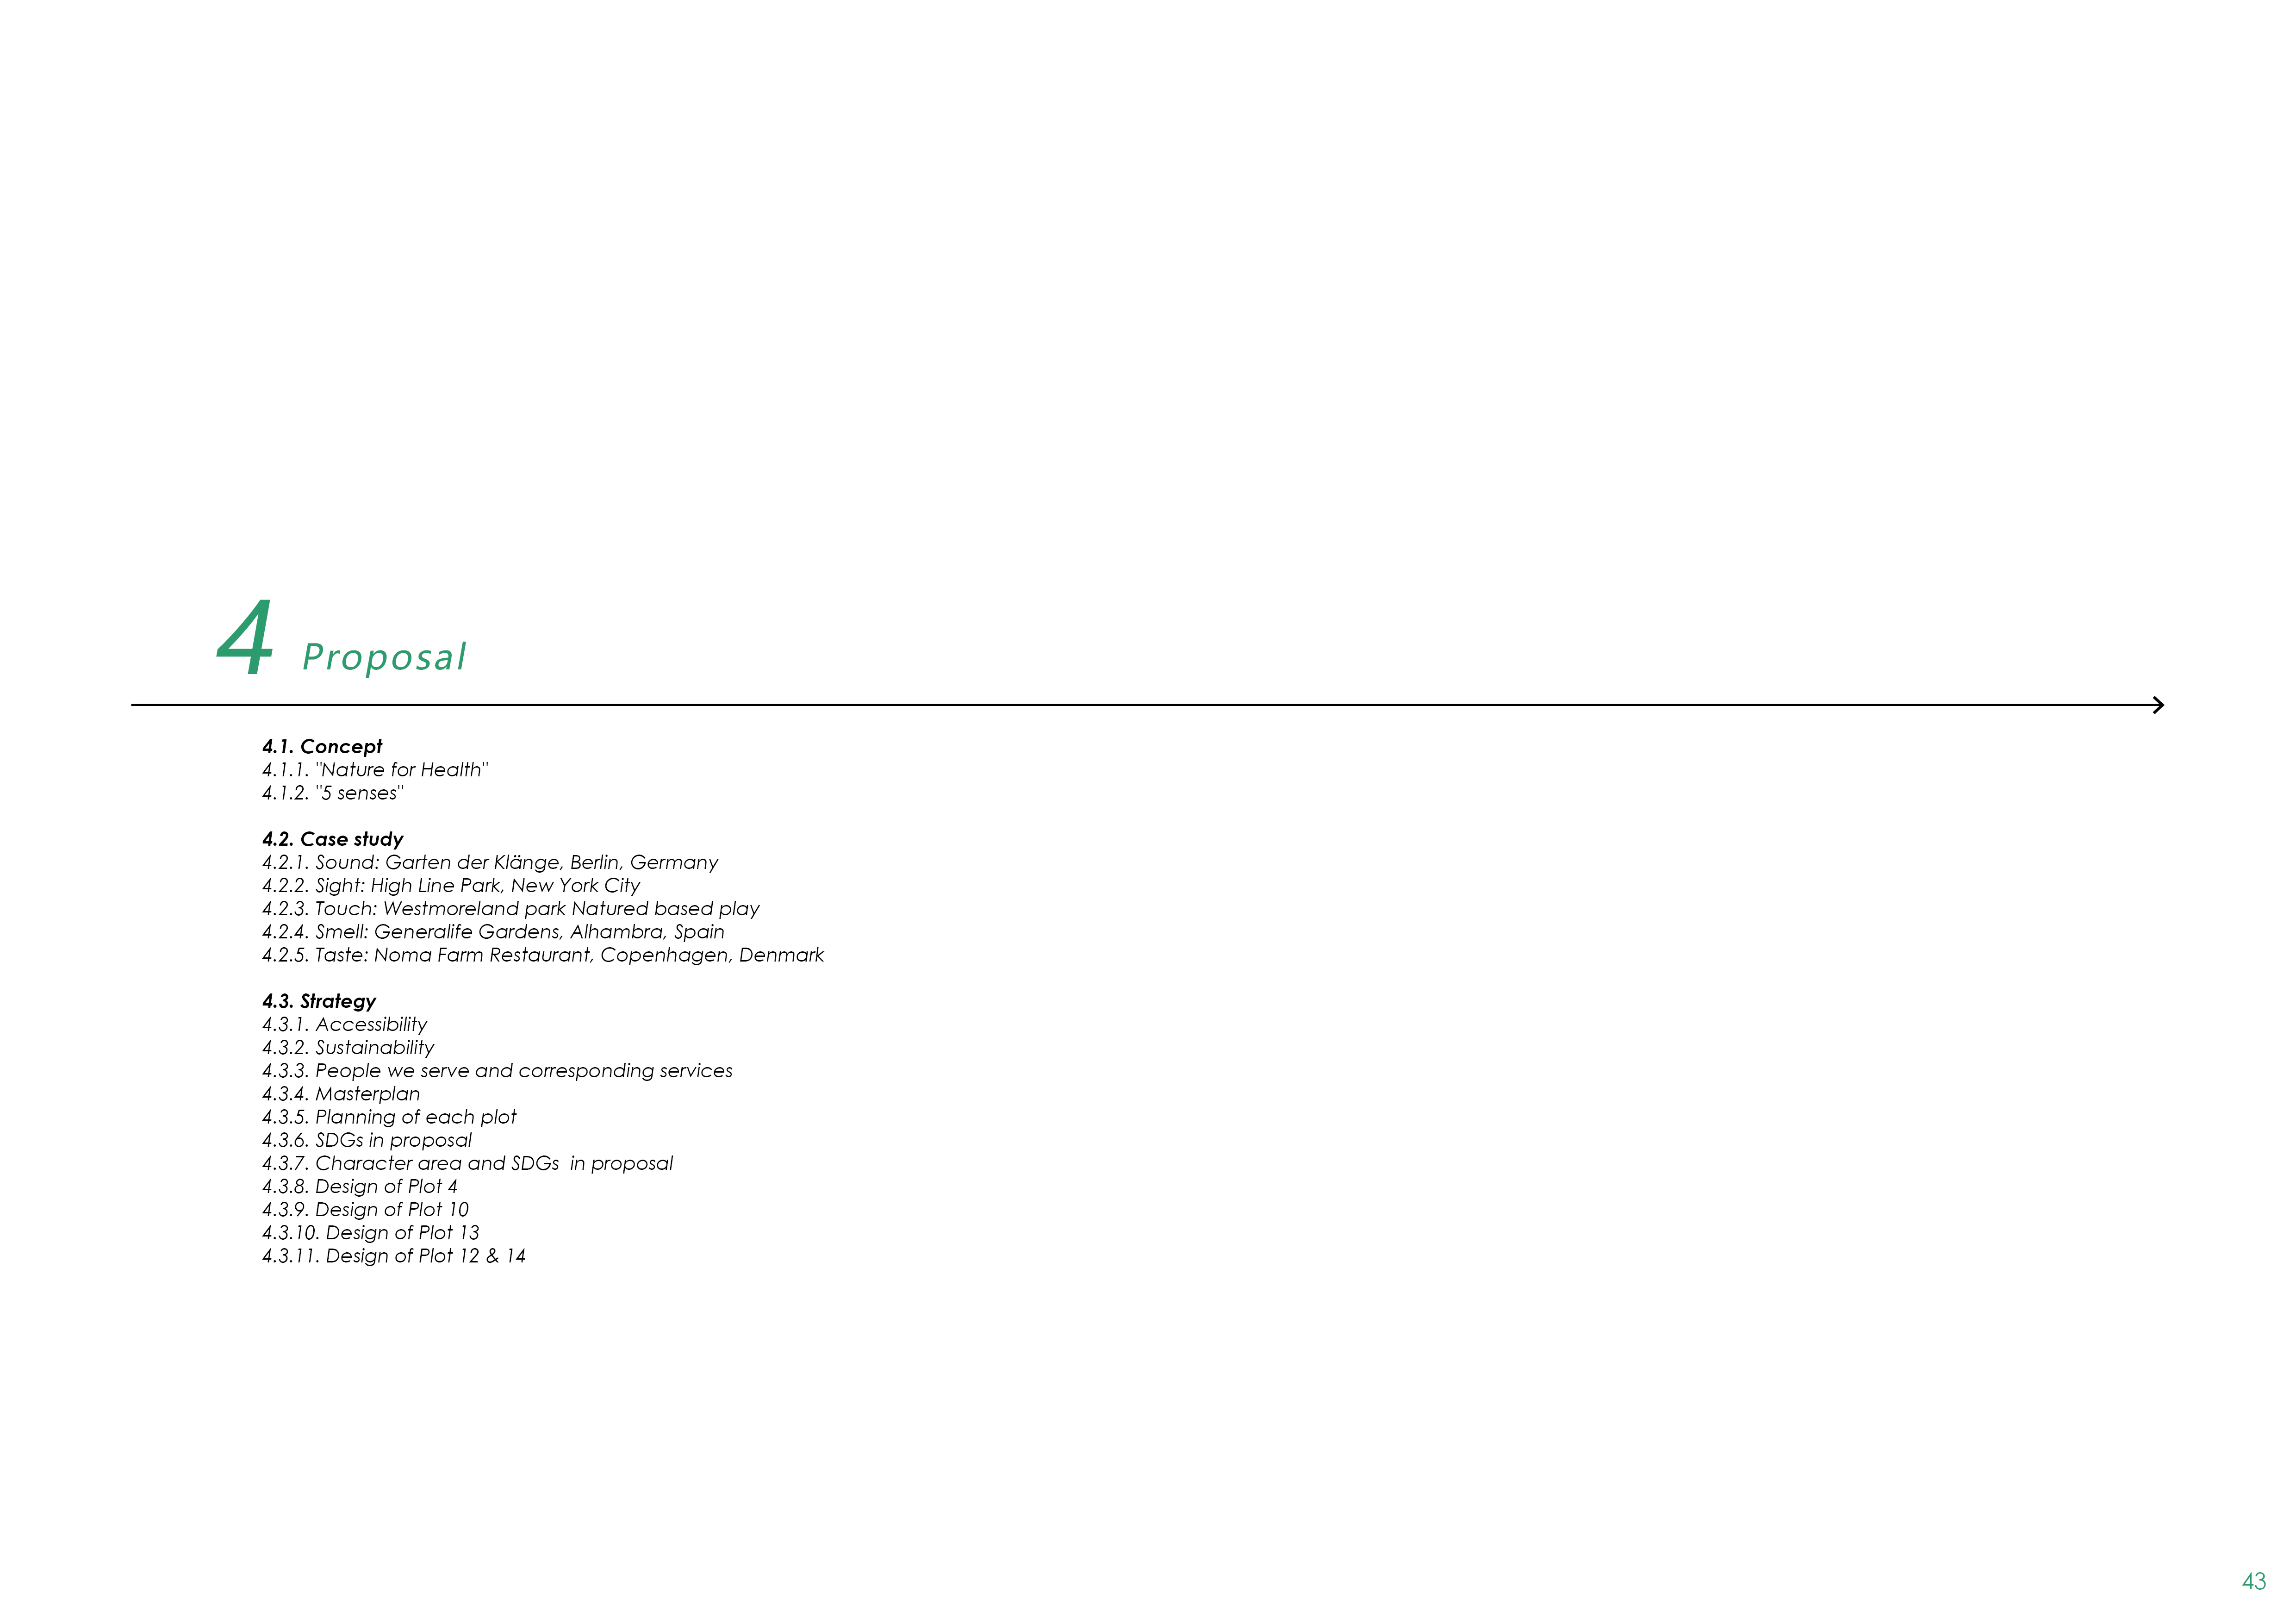 4 Proposal
4.1. Concept
4.1.1. "Nature for Health"
4.1.2. "5 senses"
4.2. Case study
4.2.1. Sound: Garten der Klänge, Berlin, Germany
4.2.2. Sight: High Line Park, New York City
4.2.3. Touch: Westmoreland park Natured based play
4.2.4. Smell: Generalife Gardens, Alhambra, Spain
4.2.5. Taste: Noma Farm Restaurant, Copenhagen, Denmark
4.3. Strategy
4.3.1. Accessibility
4.3.2. Sustainability
4.3.3. People we serve and corresponding services
4.3.4. Masterplan
4.3.5. Planning of each plot
4.3.6. SDGs in proposal
4.3.7. Character area and SDGs  in proposal
4.3.8. Design of Plot 4
4.3.9. Design of Plot 10
4.3.10. Design of Plot 13
4.3.11. Design of Plot 12 & 14
43